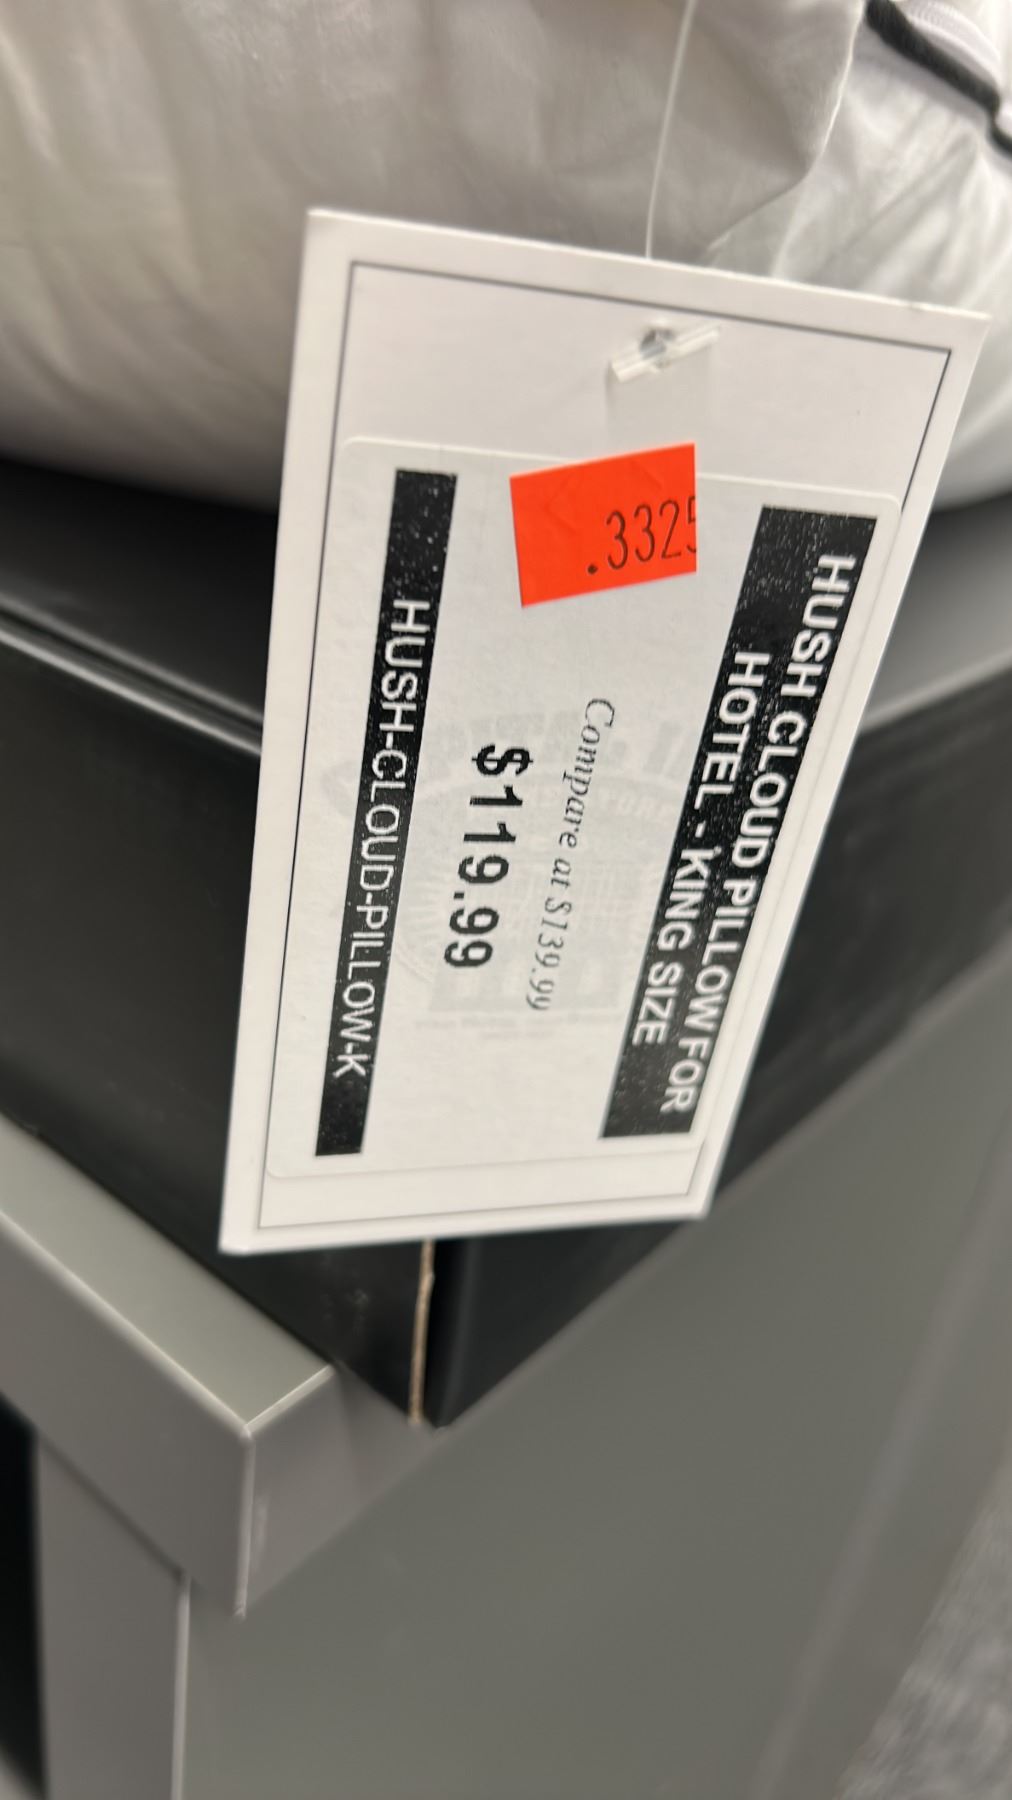 HUSH CLOUD PILLOW FOR
HOTEL - KING SIZE
Compare at $139.99
$119.99
HUSH-CLOUD-PILLOW-K
.3325